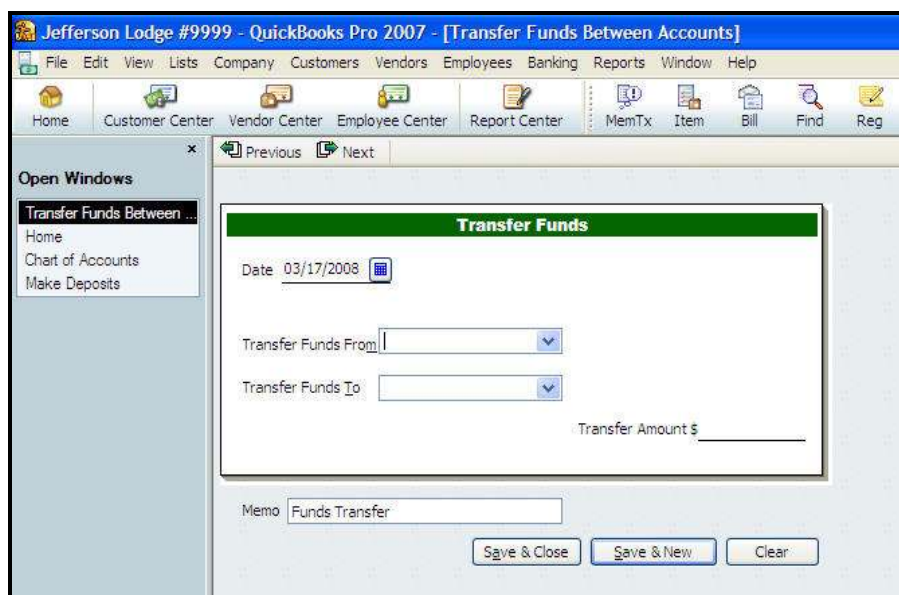 Jefferson Lodge #9999 - QuickBooks Pro 2007 - [Transfer Funds Between Accounts]
File Edit View Lists Company Customers Vendors Employees Banking Reports Window Help
Home Customer Center Vendor Center Employee Center Report Center MemTx Item Bill Find Reg
Previous Next
Open Windows
Transfer Funds Between ...
Home
Chart of Accounts
Make Deposits
Transfer Funds
Date 03/17/2008
Transfer Funds From
Transfer Funds To
Transfer Amount $
Memo Funds Transfer
Save & Close Save & New Clear